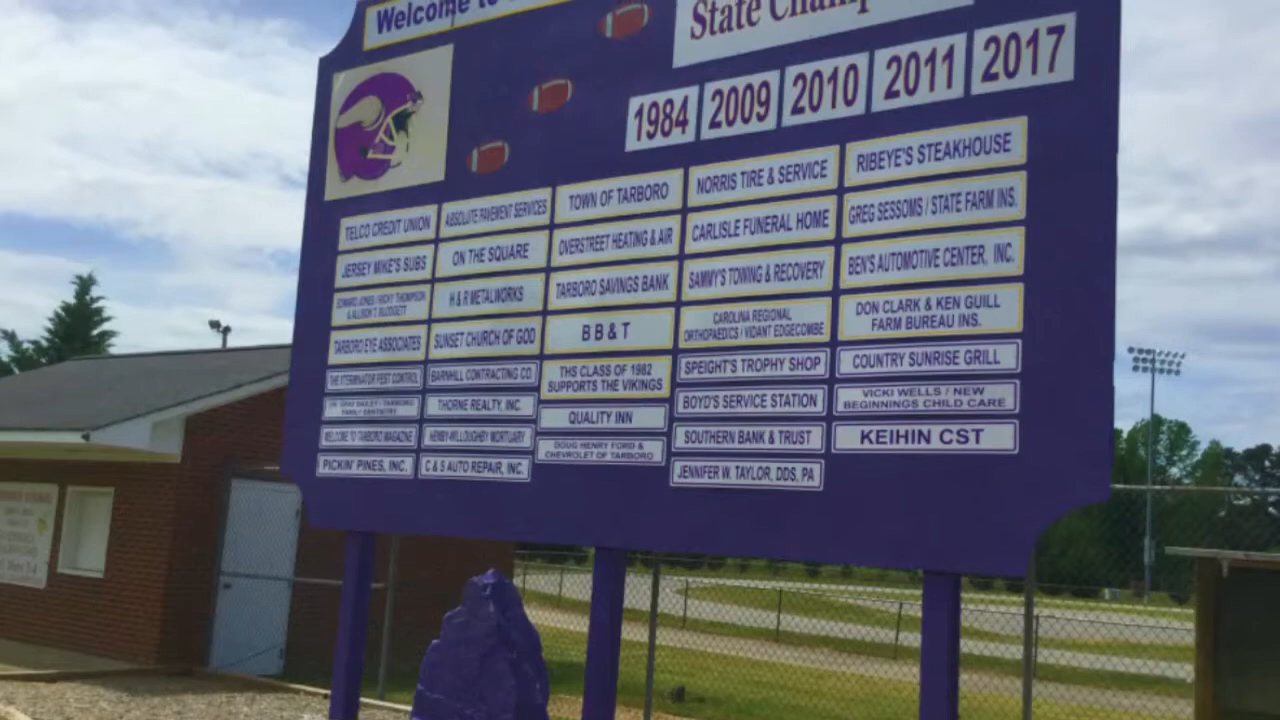 Welcome to
State Champ
1984 2009 2010 2011 2017
TELCO CREDIT UNION
JERSEY MIKE'S SUBS
EDWARD JONES / RICKY THOMPSON
& ALLISON T. BLODGETT
TARBORO EYE ASSOCIATES
THE XTERMINATOR PEST CONTROL
FAMILY DENTISTRY
WELCOME TO TARBORO MAGAZINE
PICKIN' PINES, INC.
ABSOLUTE PAVEMENT SERVICES
ON THE SQUARE
H & R METALWORKS
SUNSET CHURCH OF GOD
BARNHILL CONTRACTING CO.
THORNE REALTY, INC.
HEMBY-WILLOUGHBY MORTUARY
C & S AUTO REPAIR, INC.
TOWN OF TARBORO
OVERSTREET HEATING & AIR
TARBORO SAVINGS BANK
BB & T
THS CLASS OF 1982
SUPPORTS THE VIKINGS
QUALITY INN
DOUG HENRY FORD &
CHEVROLET OF TARBORO
NORRIS TIRE & SERVICE
CARLISLE FUNERAL HOME
SAMMY'S TOWING & RECOVERY
CAROLINA REGIONAL
ORTHOPAEDICS / VIDANT EDGECOMBE
SPEIGHT'S TROPHY SHOP
BOYD'S SERVICE STATION
SOUTHERN BANK & TRUST
JENNIFER W. TAYLOR, DDS, PA
RIBEYE'S STEAKHOUSE
GREG SESSOMS / STATE FARM INS.
BEN'S AUTOMOTIVE CENTER, INC.
DON CLARK & KEN GUILL
FARM BUREAU INS.
COUNTRY SUNRISE GRILL
VICKI WELLS / NEW
BEGINNINGS CHILD CARE
KEIHIN CST